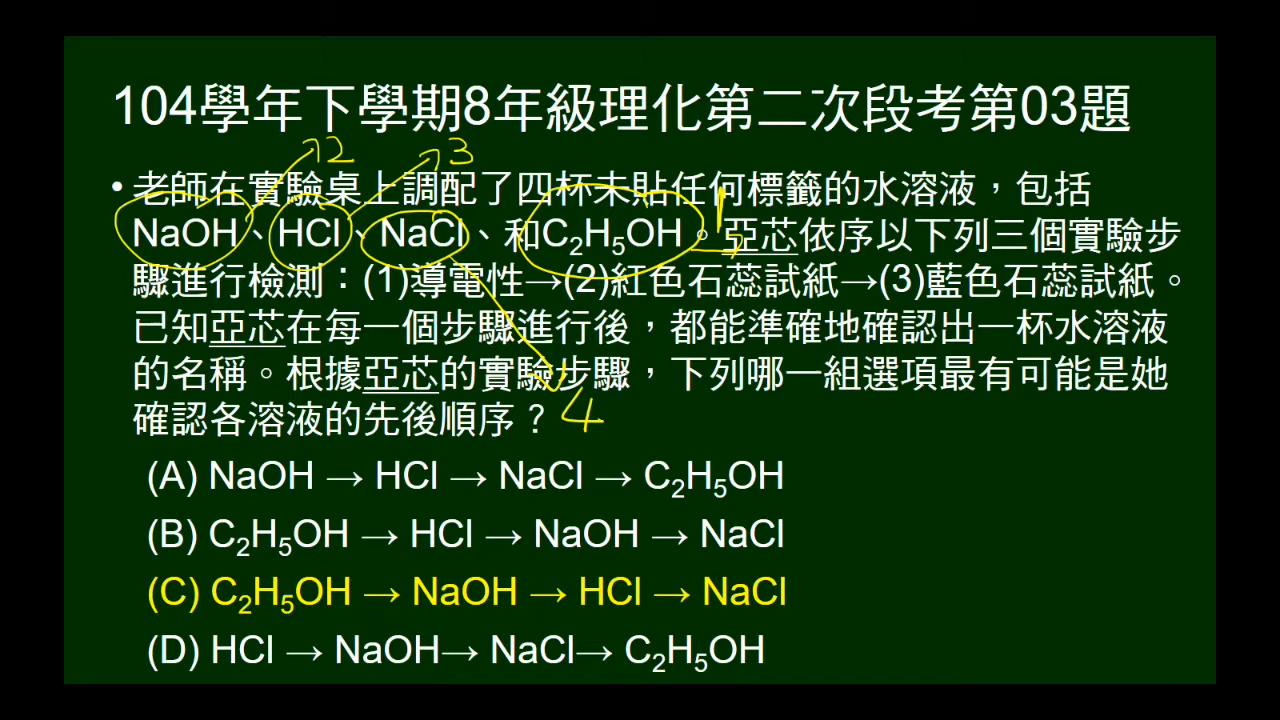 104學年下學期8年級理化第二次段考第03題
2 3
• 老師在實驗桌上調配了四杯未貼任何標籤的水溶液，包括
1
NaOH、HCl、NaCl、和C₂H₅OH。亞芯依序以下列三個實驗步
驟進行檢測：(1)導電性→(2)紅色石蕊試紙→(3)藍色石蕊試紙。
已知亞芯在每一個步驟進行後，都能準確地確認出一杯水溶液
的名稱。根據亞芯的實驗步驟，下列哪一組選項最有可能是她
確認各溶液的先後順序？ 4
(A) NaOH → HCl → NaCl → C₂H₅OH
(B) C₂H₅OH → HCl → NaOH → NaCl
(C) C₂H₅OH → NaOH → HCl → NaCl
(D) HCl → NaOH→ NaCl→ C₂H₅OH